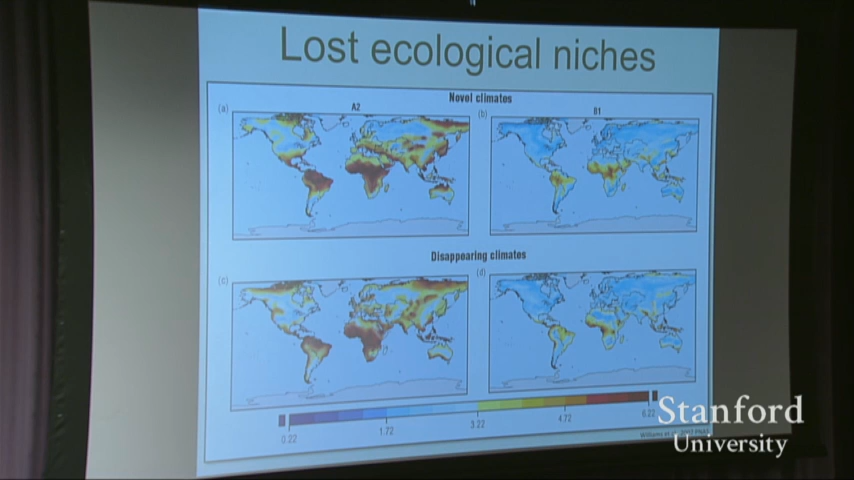 Lost ecological niches
Novel climates
(a)
A2
(b)
B1
Disappearing climates
(c)
(d)
0.22
1.72
3.22
4.72
6.22
Stanford
University